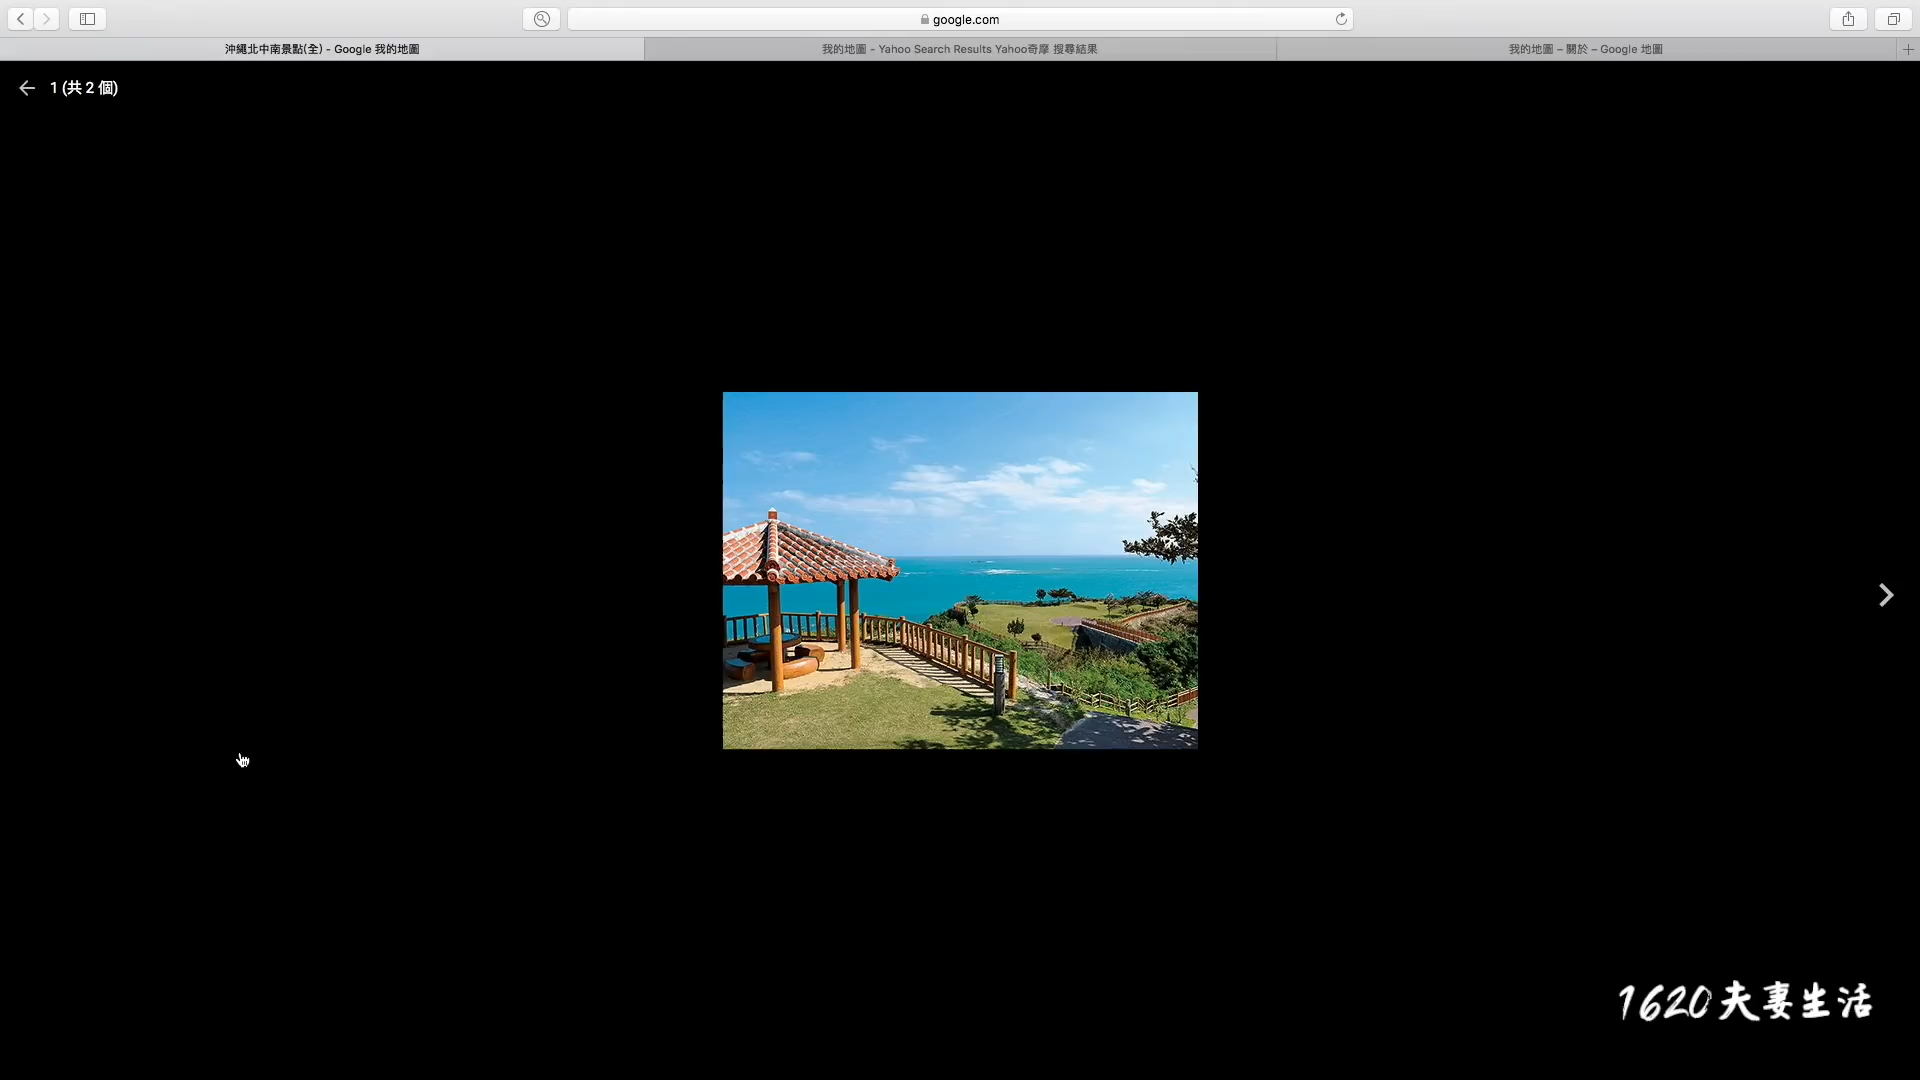 google.com
沖繩北中南景點(全) - Google 我的地圖
我的地圖 - Yahoo Search Results Yahoo奇摩 搜尋結果
我的地圖 – 關於 – Google 地圖
1 (共 2 個)
1620夫妻生活